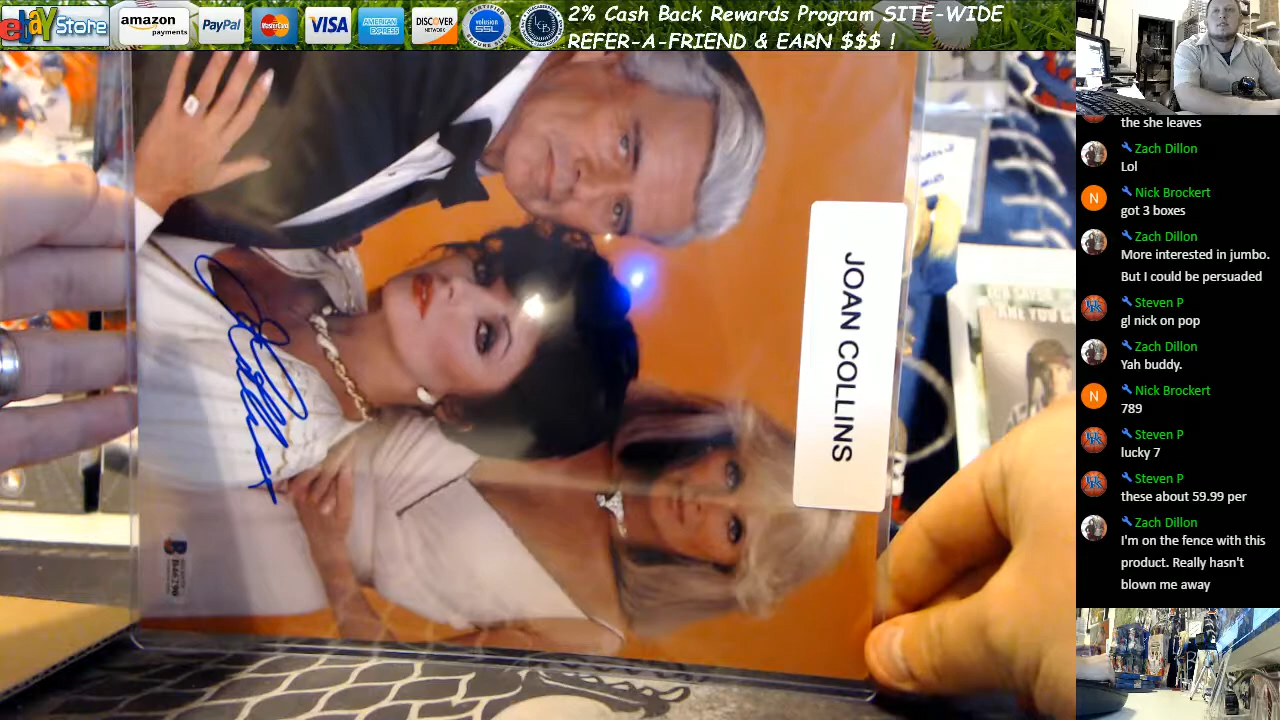 ebay Store
amazon
payments
PayPal
MasterCard
VISA
AMERICAN
EXPRESS
DISCOVER
NETWORK
volusion
SSL
2% Cash Back Rewards Program SITE-WIDE
REFER-A-FRIEND & EARN $$$ !
JOAN COLLINS
the she leaves
Zach Dillon
Lol
Nick Brockert
got 3 boxes
Zach Dillon
More interested in jumbo.
But I could be persuaded
Steven P
gl nick on pop
Zach Dillon
Yah buddy.
N
Nick Brockert
789
Steven P
lucky 7
Steven P
these about 59.99 per
Zach Dillon
I'm on the fence with this
product. Really hasn't
blown me away